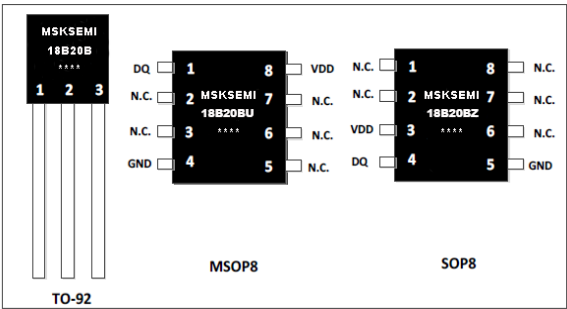 MSKSEMI
18B20B
****
1 2 3
TO-92
DQ 1 8 VDD
N.C. 2 MSKSEMI 7 N.C.
18B20BU
N.C. 3 **** 6 N.C.
GND 4 5 N.C.
MSOP8
N.C. 1 8 N.C.
N.C. 2 MSKSEMI 7 N.C.
18B20BZ
VDD 3 **** 6 N.C.
DQ 4 5 GND
SOP8